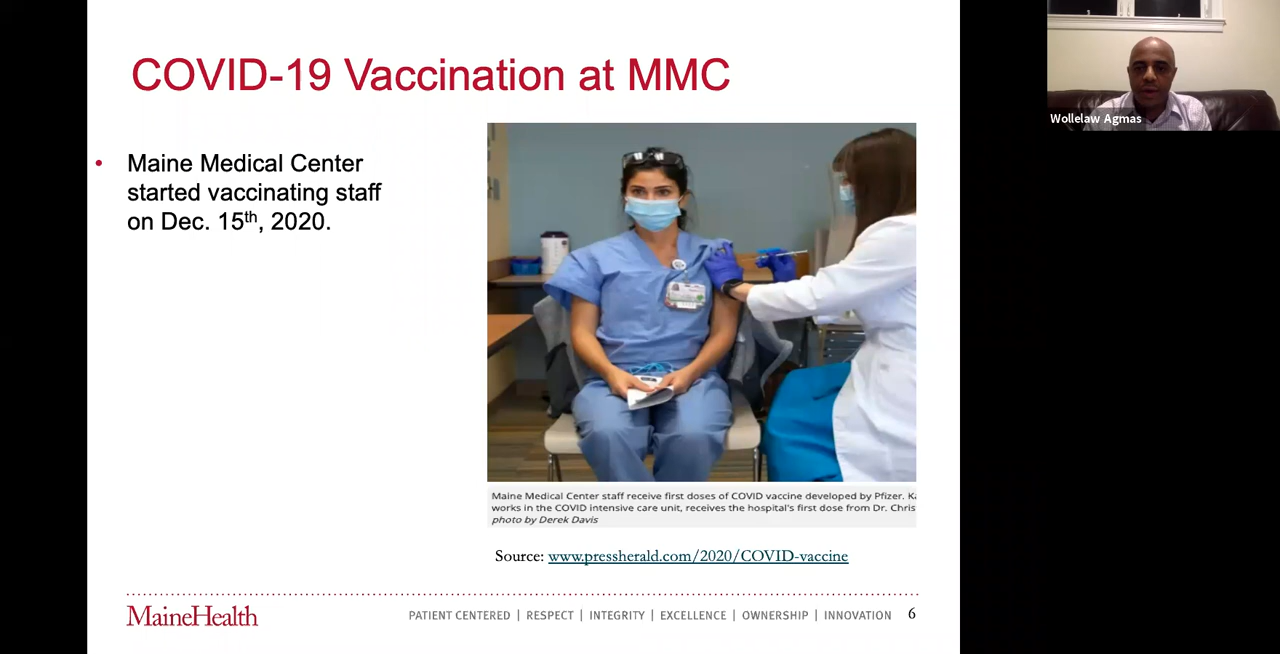 COVID-19 Vaccination at MMC
Wollelaw Agmas
• Maine Medical Center
started vaccinating staff
on Dec. 15th, 2020.
Maine Medical Center staff receive first doses of COVID vaccine developed by Pfizer. Ka
works in the COVID intensive care unit, receives the hospital's first dose from Dr. Chris
photo by Derek Davis
Source: www.pressherald.com/2020/COVID-vaccine
MaineHealth
PATIENT CENTERED | RESPECT | INTEGRITY | EXCELLENCE | OWNERSHIP | INNOVATION 6